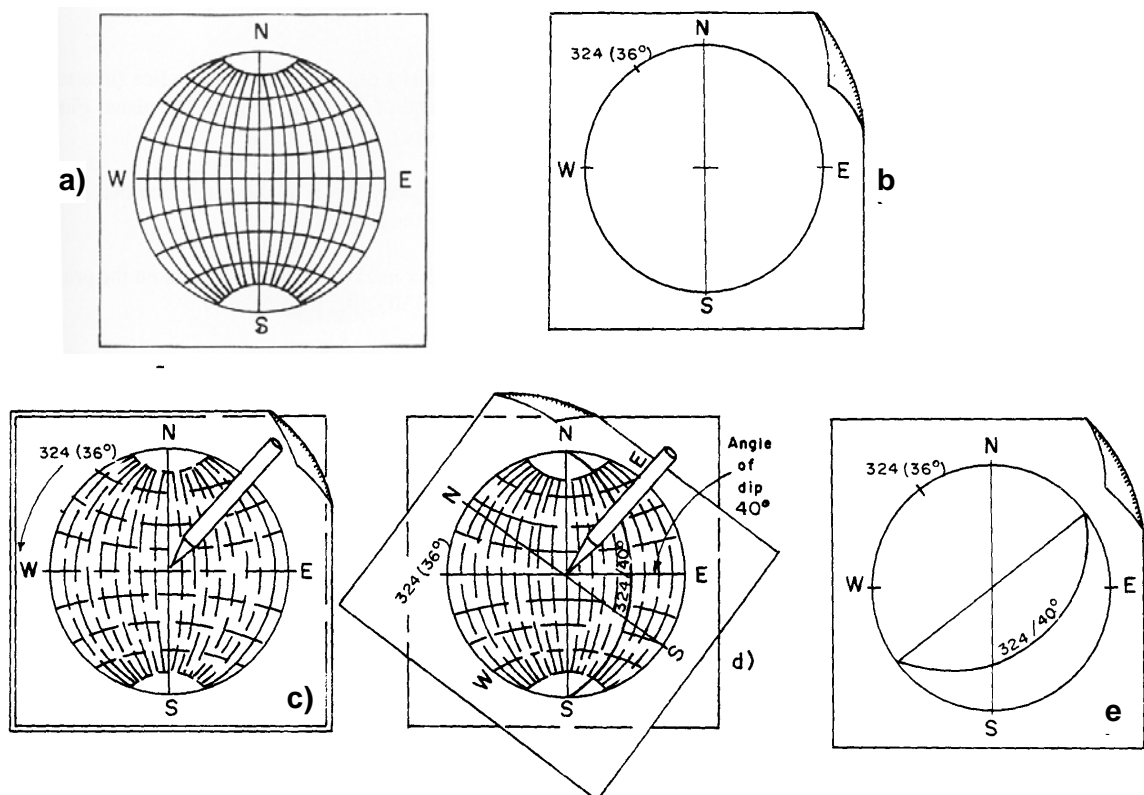 N
a) W E
S
N
324 (36°)
W E b
S
N
324 (36°)
W E
S c)
N
N E
Angle
of
dip
40°
324 (36°)
324/40°
E
W S
S
d)
N
324 (36°)
W E
324/40°
S e